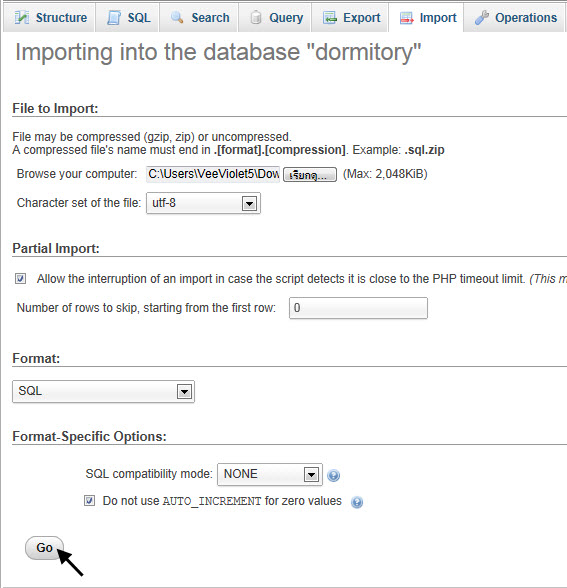 Structure SQL Search Query Export Import Operations
Importing into the database "dormitory"
File to Import:
File may be compressed (gzip, zip) or uncompressed.
A compressed file's name must end in .[format].[compression]. Example: .sql.zip
Browse your computer: C:\Users\VeeViolet5\Dow เรียกดู... (Max: 2,048KiB)
Character set of the file: utf-8
Partial Import:
Allow the interruption of an import in case the script detects it is close to the PHP timeout limit. (This m
Number of rows to skip, starting from the first row: 0
Format:
SQL
Format-Specific Options:
SQL compatibility mode: NONE
Do not use AUTO_INCREMENT for zero values
Go